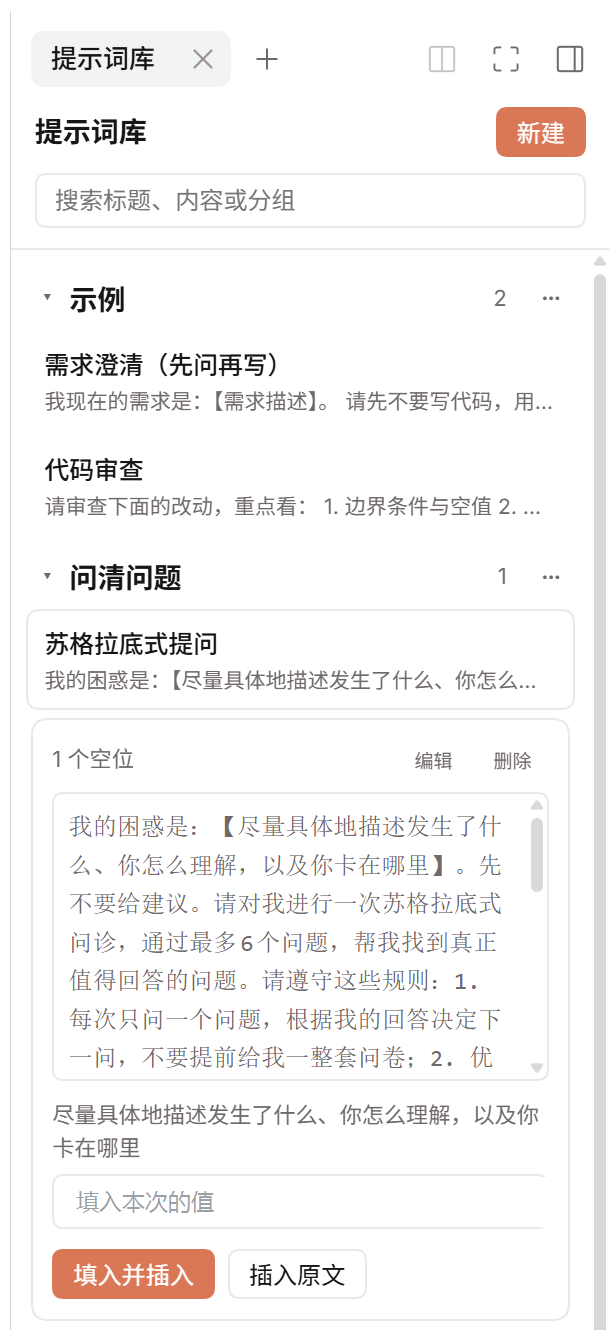 提示词库
提示词库
新建
搜索标题、内容或分组
示例 2 ...
需求澄清（先问再写）
我现在的需求是：【需求描述】。 请先不要写代码，用...
代码审查
请审查下面的改动，重点看： 1. 边界条件与空值 2. ...
问清问题 1 ...
苏格拉底式提问
我的困惑是：【尽量具体地描述发生了什么、你怎么...
1 个空位 编辑 删除
我的困惑是：【尽量具体地描述发生了什
么、你怎么理解，以及你卡在哪里】。先
不要给建议。请对我进行一次苏格拉底式
问诊，通过最多6个问题，帮我找到真正
值得回答的问题。请遵守这些规则：1.
每次只问一个问题，根据我的回答决定下
一问，不要提前给我一整套问卷；2. 优
尽量具体地描述发生了什么、你怎么理解，以及你
卡在哪里
填入本次的值
填入并插入 插入原文